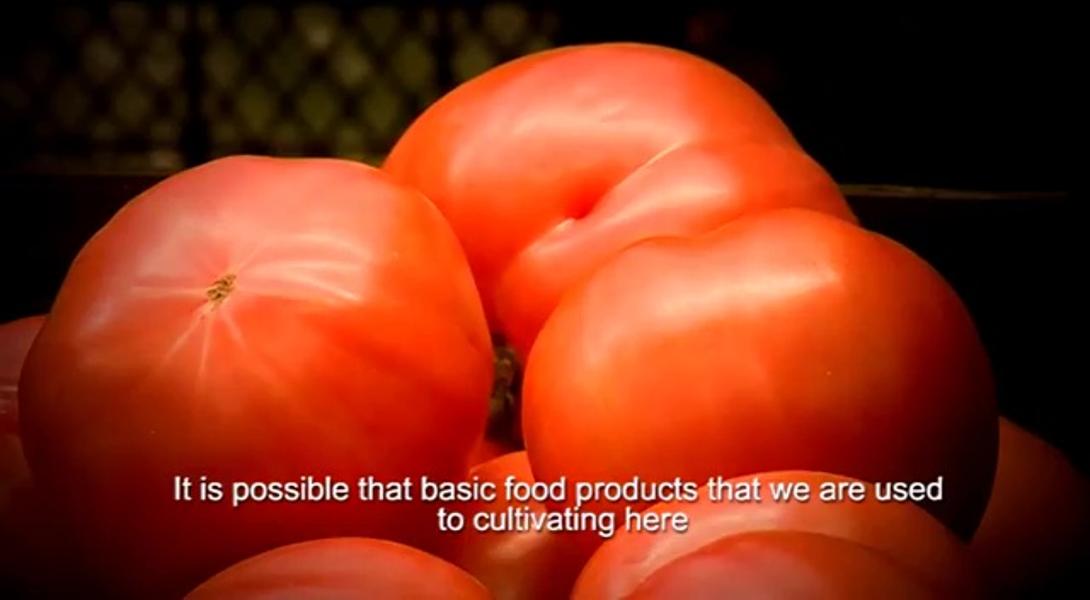 It is possible that basic food products that we are used
to cultivating here